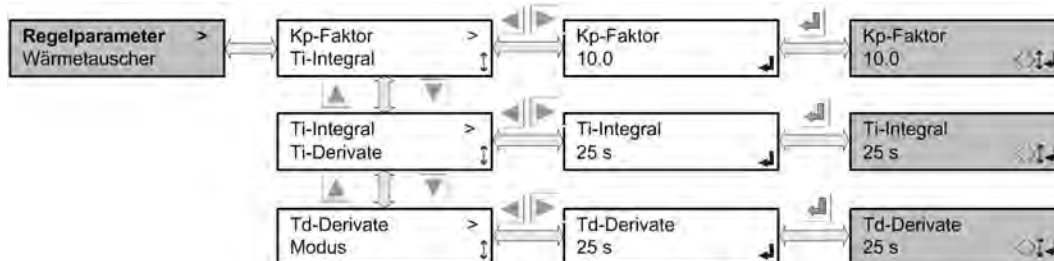 Regelparameter >
Wärmetauscher
Kp-Faktor >
Ti-Integral
Kp-Faktor
10.0
Kp-Faktor
10.0
Ti-Integral >
Ti-Derivate
Ti-Integral
25 s
Ti-Integral
25 s
Td-Derivate >
Modus
Td-Derivate
25 s
Td-Derivate
25 s